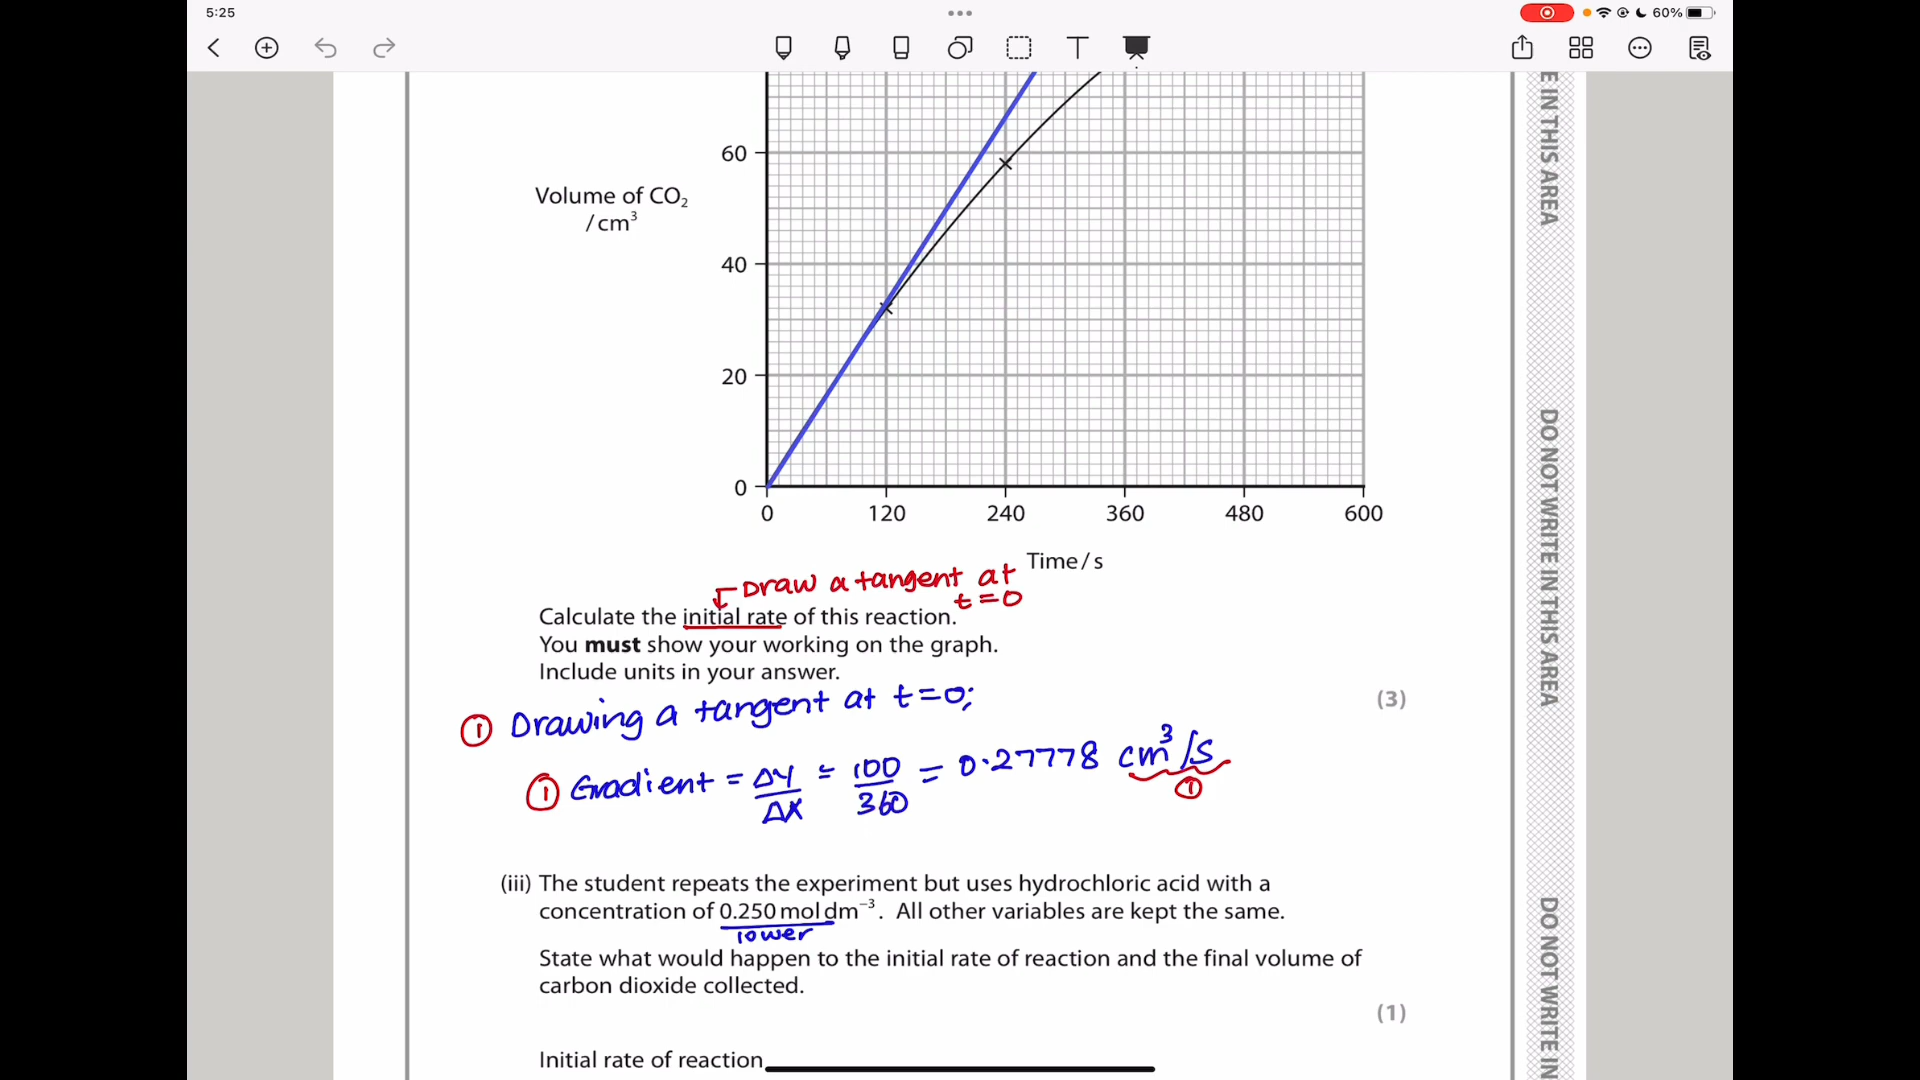 5:25
60%
60
Volume of CO₂
/ cm³
40
20
0
0 120 240 360 480 600
Time / s
Draw a tangent at
t = 0
Calculate the initial rate of this reaction.
You must show your working on the graph.
Include units in your answer.
(3)
① Drawing a tangent at t=0;
① Gradient = ΔY/ΔX = 100/360 = 0.27778 cm³/s
①
(iii) The student repeats the experiment but uses hydrochloric acid with a
concentration of 0.250 mol dm⁻³. All other variables are kept the same.
lower
State what would happen to the initial rate of reaction and the final volume of
carbon dioxide collected.
(1)
Initial rate of reaction
E IN THIS AREA
DO NOT WRITE IN THIS AREA
DO NOT WRITE IN